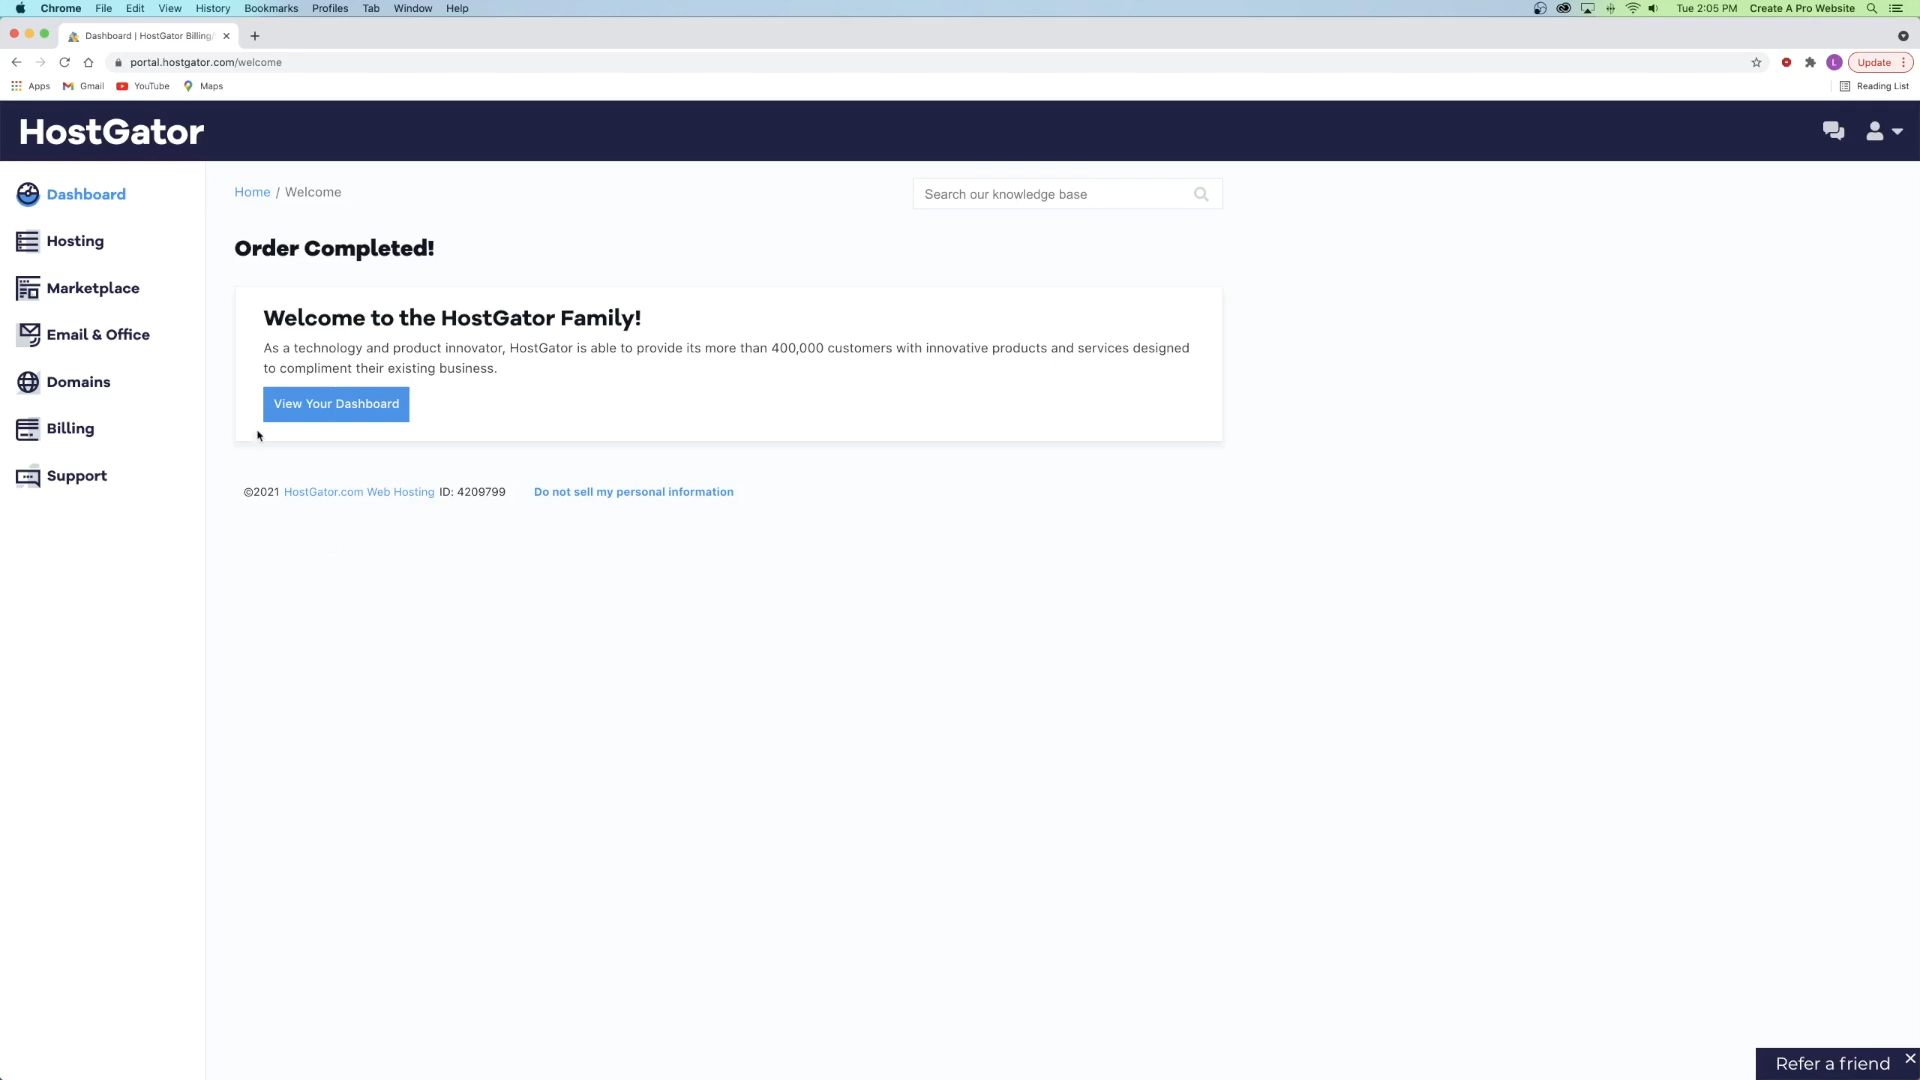 Chrome File Edit View History Bookmarks Profiles Tab Window Help
Tue 2:05 PM Create A Pro Website
Dashboard | HostGator Billing/
portal.hostgator.com/welcome
L
Update
Apps Gmail YouTube Maps
Reading List
HostGator
Dashboard
Hosting
Marketplace
Email & Office
Domains
Billing
Support
Home / Welcome
Search our knowledge base
Order Completed!
Welcome to the HostGator Family!
As a technology and product innovator, HostGator is able to provide its more than 400,000 customers with innovative products and services designed
to compliment their existing business.
View Your Dashboard
©2021 HostGator.com Web Hosting ID: 4209799 Do not sell my personal information
Refer a friend